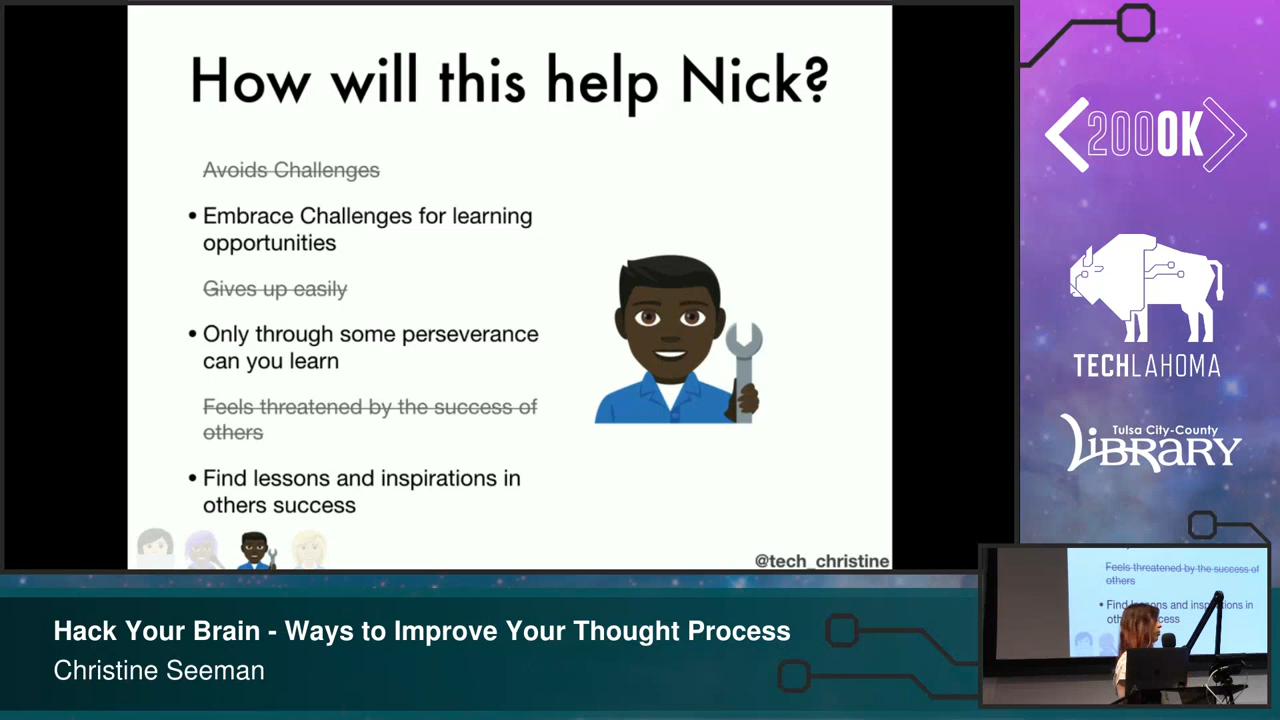 How will this help Nick?
Avoids Challenges
• Embrace Challenges for learning
opportunities
Gives up easily
• Only through some perseverance
can you learn
Feels threatened by the success of
others
• Find lessons and inspirations in
others success
@tech_christine
<200OK>
TECHLAHOMA
Tulsa City-County
LIBRARY
Feels threatened by the success of
others
• Find lessons and inspirations in
Hack Your Brain - Ways to Improve Your Thought Process
Christine Seeman